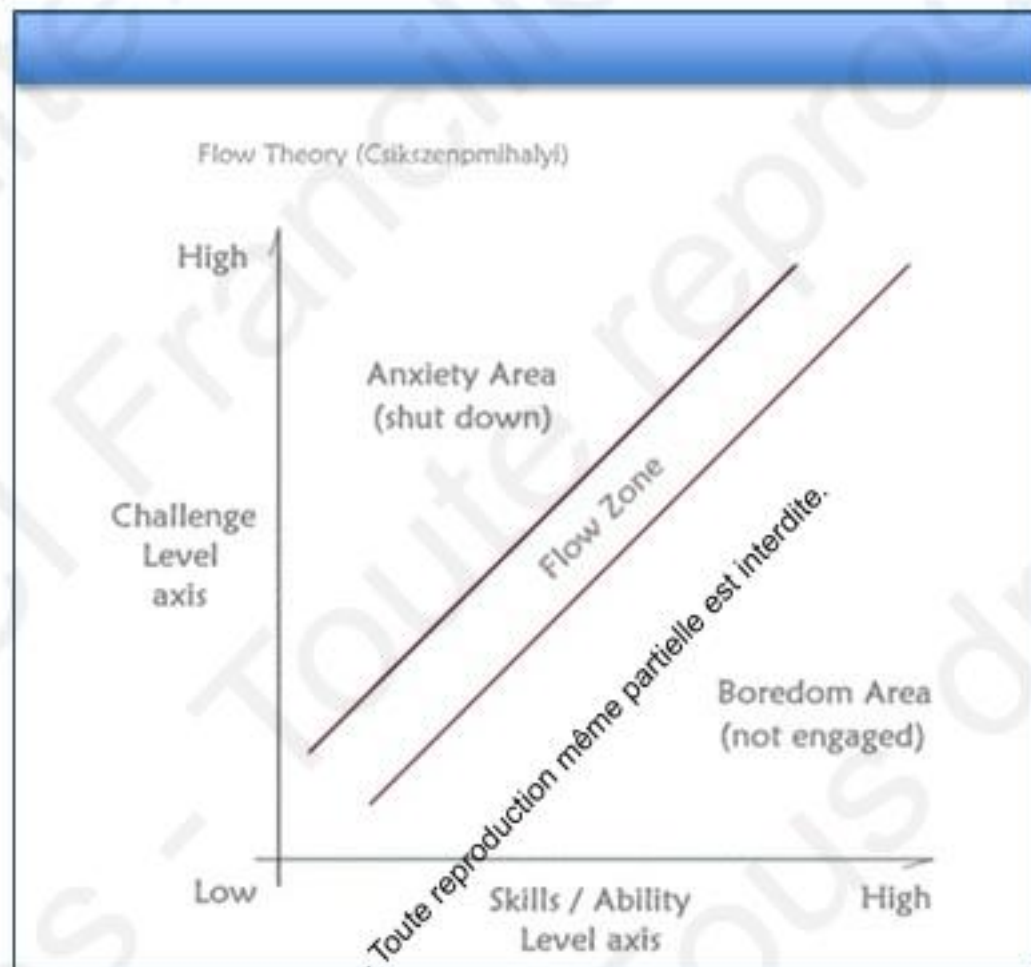 Flow Theory (Csikszenpmihalyi)
High
Anxiety Area
(shut down)
Challenge
Level
axis
Flow Zone
Toute reproduction même partielle est interdite.
Boredom Area
(not engaged)
Low
Skills / Ability
Level axis
High